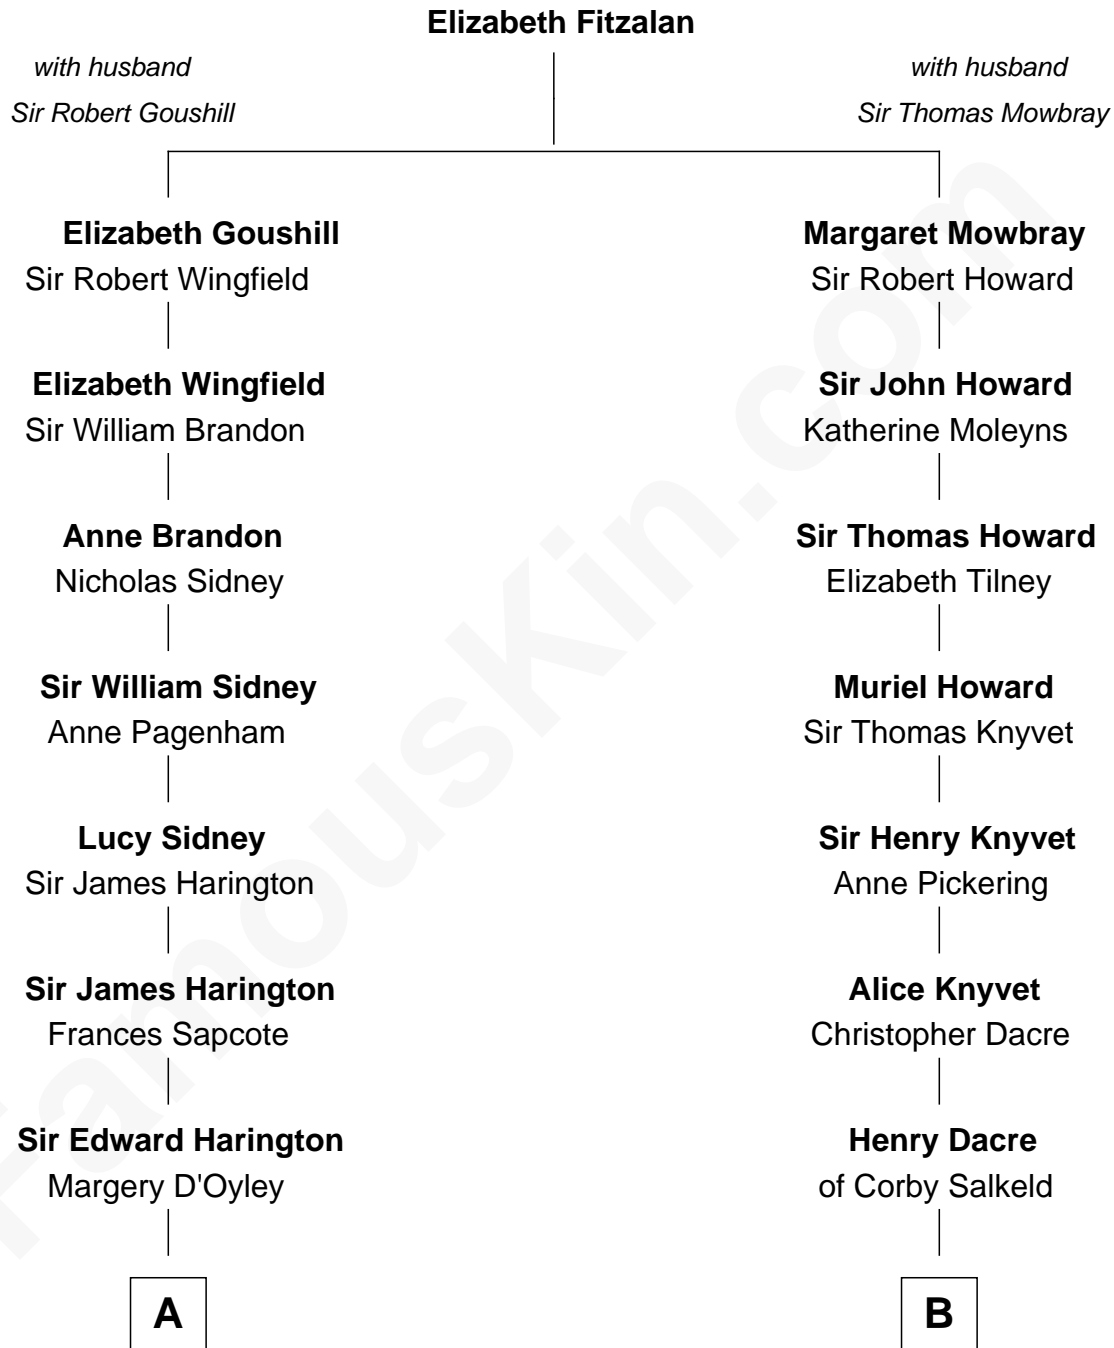 Elizabeth Fitzalan
with husband
Sir Robert Goushill
with husband
Sir Thomas Mowbray
Elizabeth Goushill
Sir Robert Wingfield
Margaret Mowbray
Sir Robert Howard
Elizabeth Wingfield
Sir William Brandon
Sir John Howard
Katherine Moleyns
Anne Brandon
Nicholas Sidney
Sir Thomas Howard
Elizabeth Tilney
Sir William Sidney
Anne Pagenham
Muriel Howard
Sir Thomas Knyvet
Lucy Sidney
Sir James Harington
Sir Henry Knyvet
Anne Pickering
Sir James Harington
Frances Sapcote
Alice Knyvet
Christopher Dacre
Sir Edward Harington
Margery D'Oyley
Henry Dacre
of Corby Salkeld
A
B
FamousKin.com